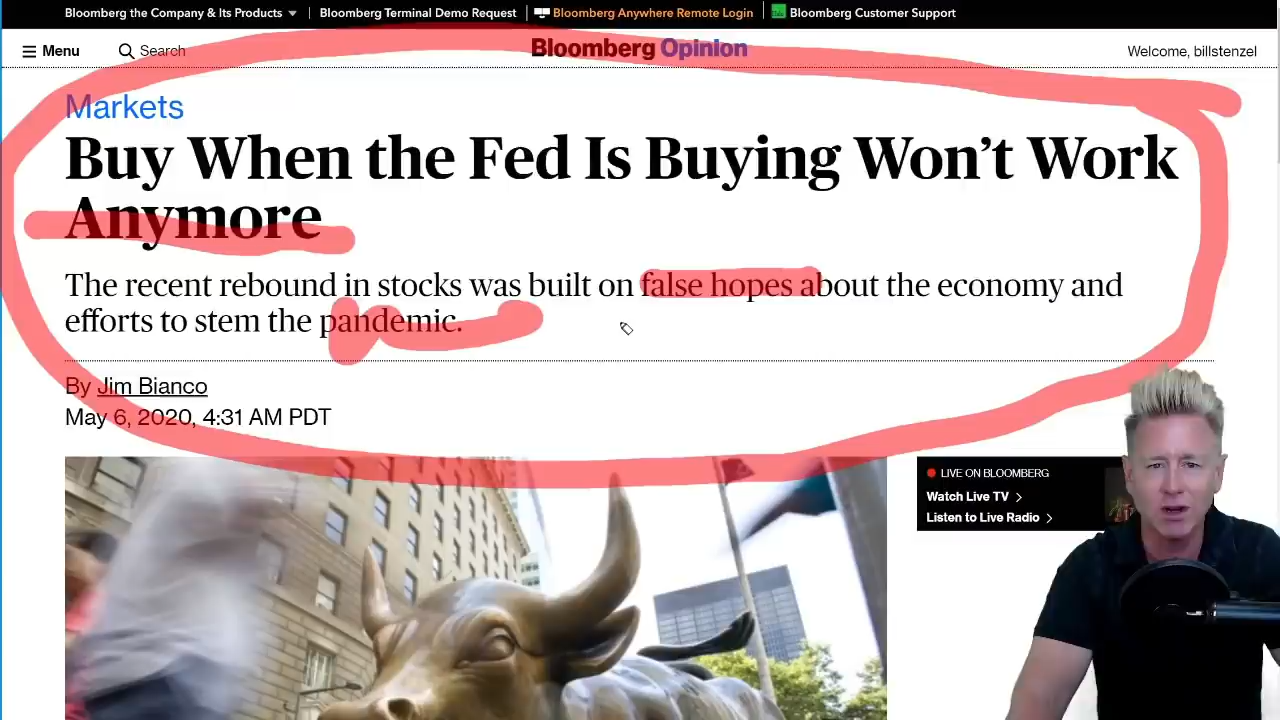 Bloomberg the Company & Its Products
Bloomberg Terminal Demo Request
Bloomberg Anywhere Remote Login
Bloomberg Customer Support
Menu
Search
Bloomberg Opinion
Welcome, billstenzel
Markets
Buy When the Fed Is Buying Won’t Work
Anymore
The recent rebound in stocks was built on false hopes about the economy and
efforts to stem the pandemic.
By Jim Bianco
May 6, 2020, 4:31 AM PDT
LIVE ON BLOOMBERG
Watch Live TV
Listen to Live Radio